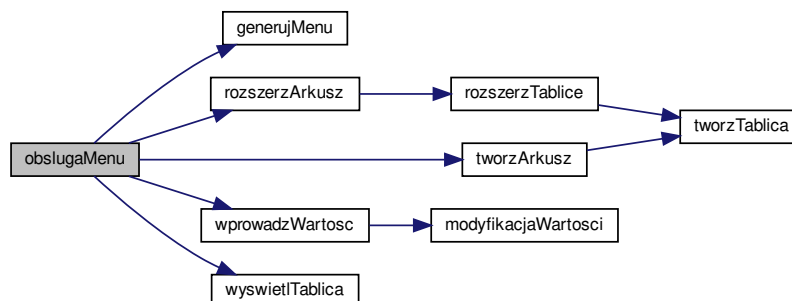 generujMenu
rozszerzArkusz
rozszerzTablice
tworzTablica
obslugaMenu
tworzArkusz
wprowadzWartosc
modyfikacjaWartosci
wyswietlTablica